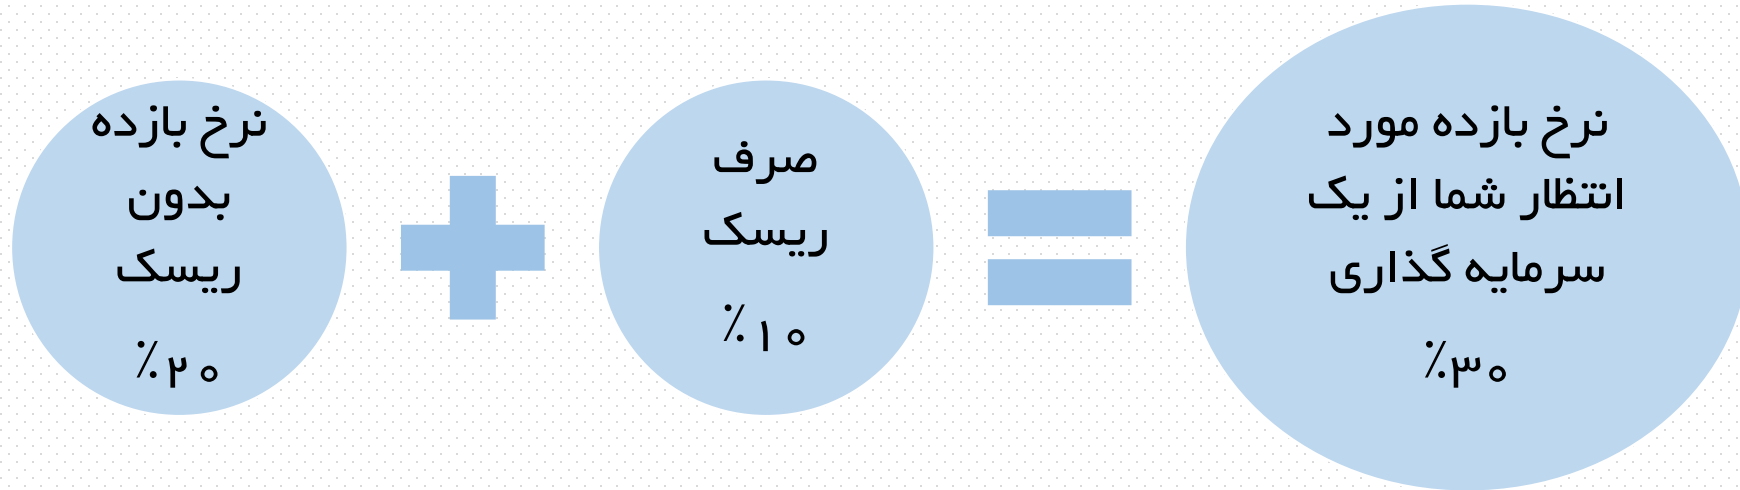 نرخ بازده
بدون
ریسک
٪۲۰
صرف
ریسک
٪۱۰
نرخ بازده مورد
انتظار شما از یک
سرمایه گذاری
٪۳۰